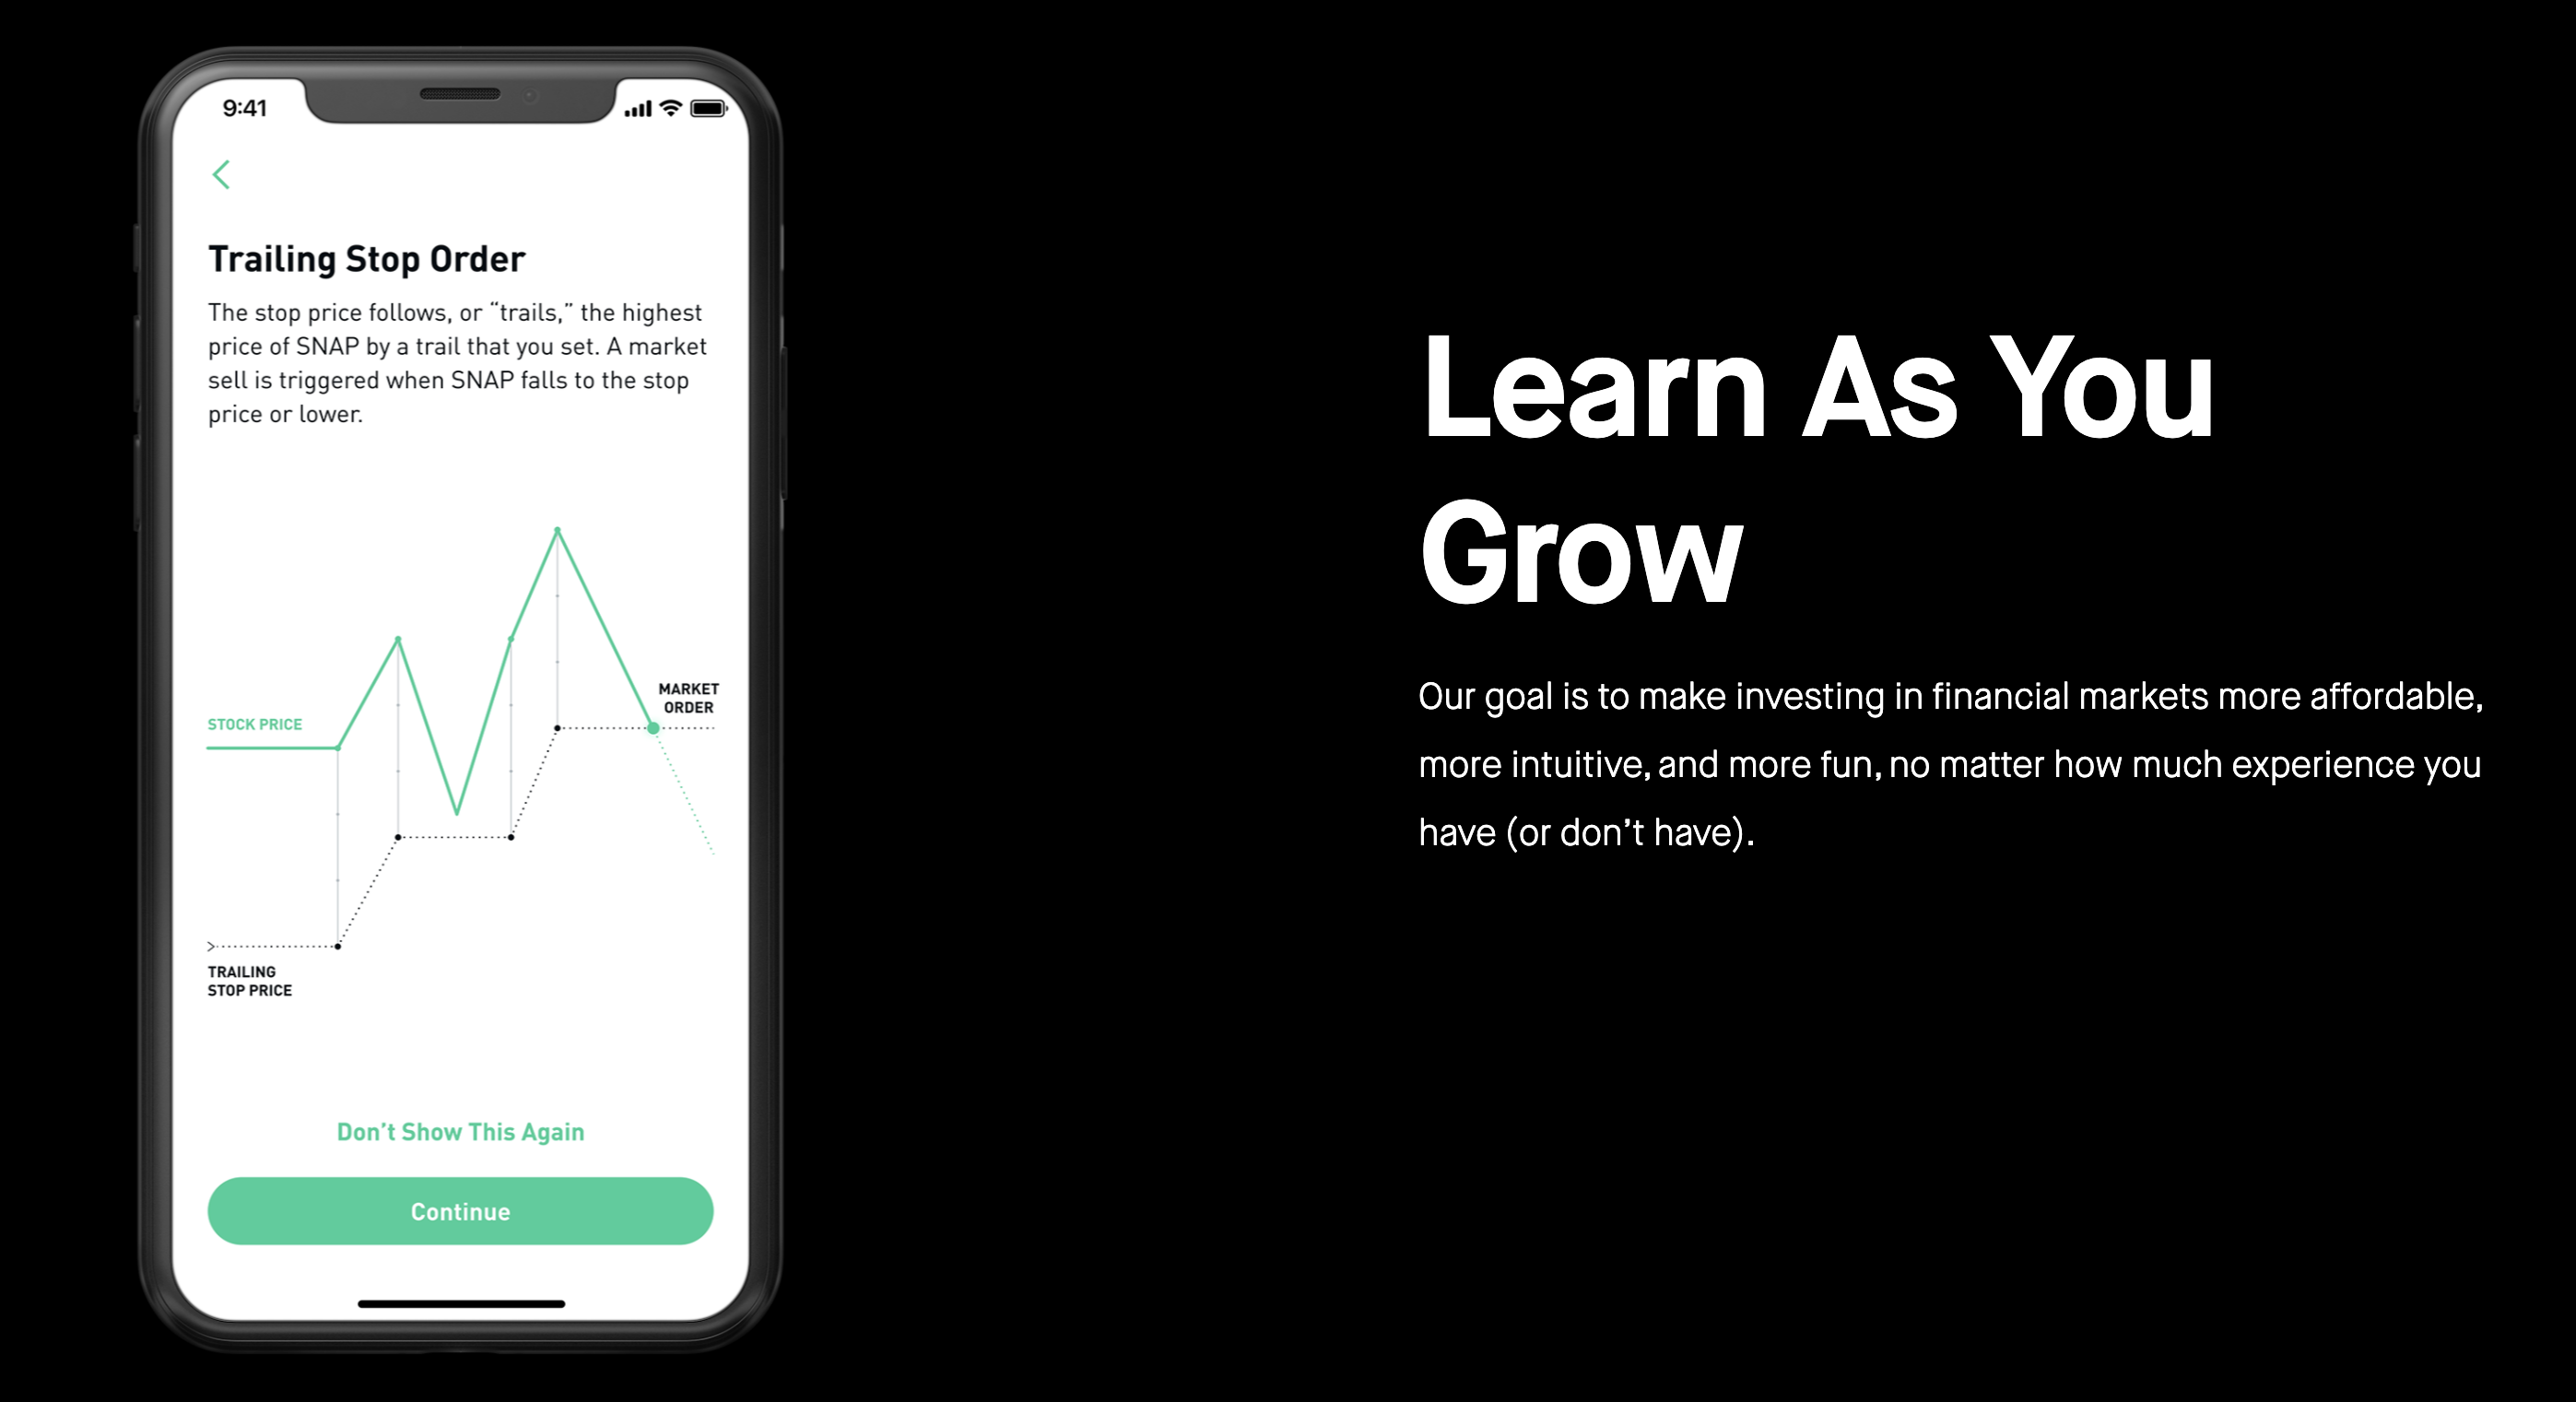 9:41
Trailing Stop Order
The stop price follows, or “trails,” the highest
price of SNAP by a trail that you set. A market
sell is triggered when SNAP falls to the stop
price or lower.
MARKET
ORDER
STOCK PRICE
TRAILING
STOP PRICE
Don’t Show This Again
Continue
Learn As You
Grow
Our goal is to make investing in financial markets more affordable,
more intuitive, and more fun, no matter how much experience you
have (or don’t have).